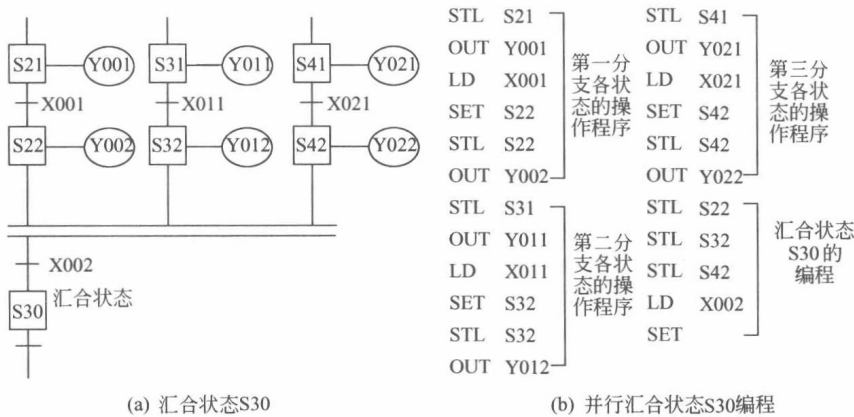 S21 Y001 S31 Y011 S41 Y021
X001 X011 X021
S22 Y002 S32 Y012 S42 Y022
X002
汇合状态
S30
(a) 汇合状态S30
STL S21
OUT Y001
LD X001
SET S22
STL S22
OUT Y002
第一分
支各状
态的操
作程序
STL S31
OUT Y011
LD X011
SET S32
STL S32
OUT Y012
第二分
支各状
态的操
作程序
STL S41
OUT Y021
LD X021
SET S42
STL S42
OUT Y022
第三分
支各状
态的操
作程序
STL S22
STL S32
STL S42
LD X002
SET
汇合状态
S30的
编程
(b) 并行汇合状态S30编程